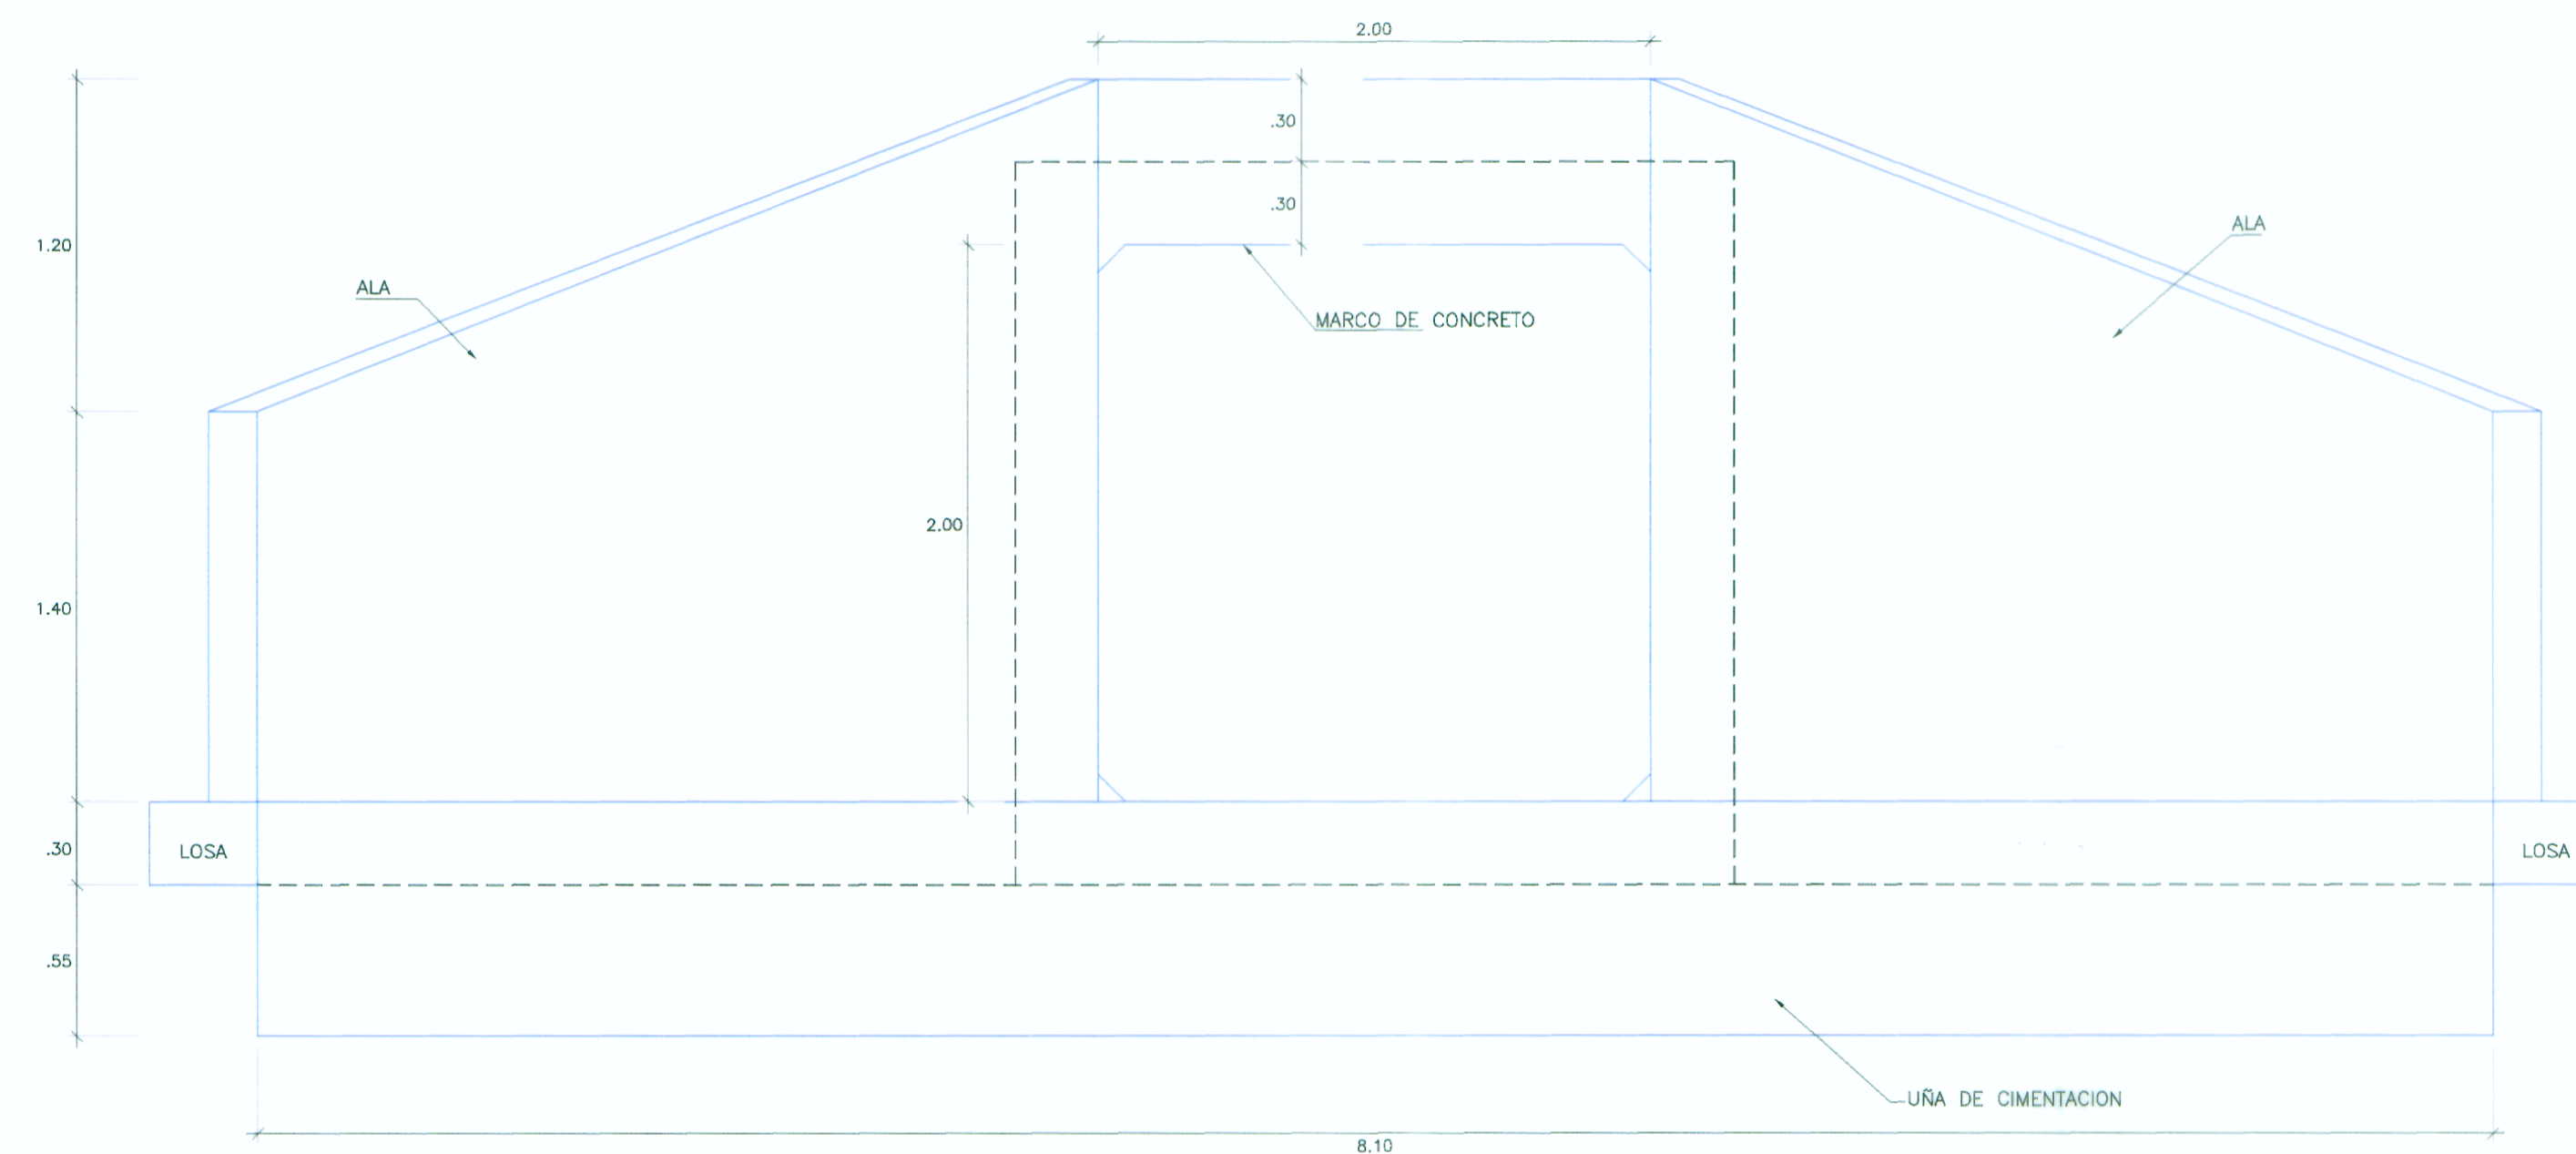 2.00
.30
.30
1.20
ALA
ALA
MARCO DE CONCRETO
2.00
1.40
.30
LOSA
LOSA
.55
UÑA DE CIMENTACION
8.10